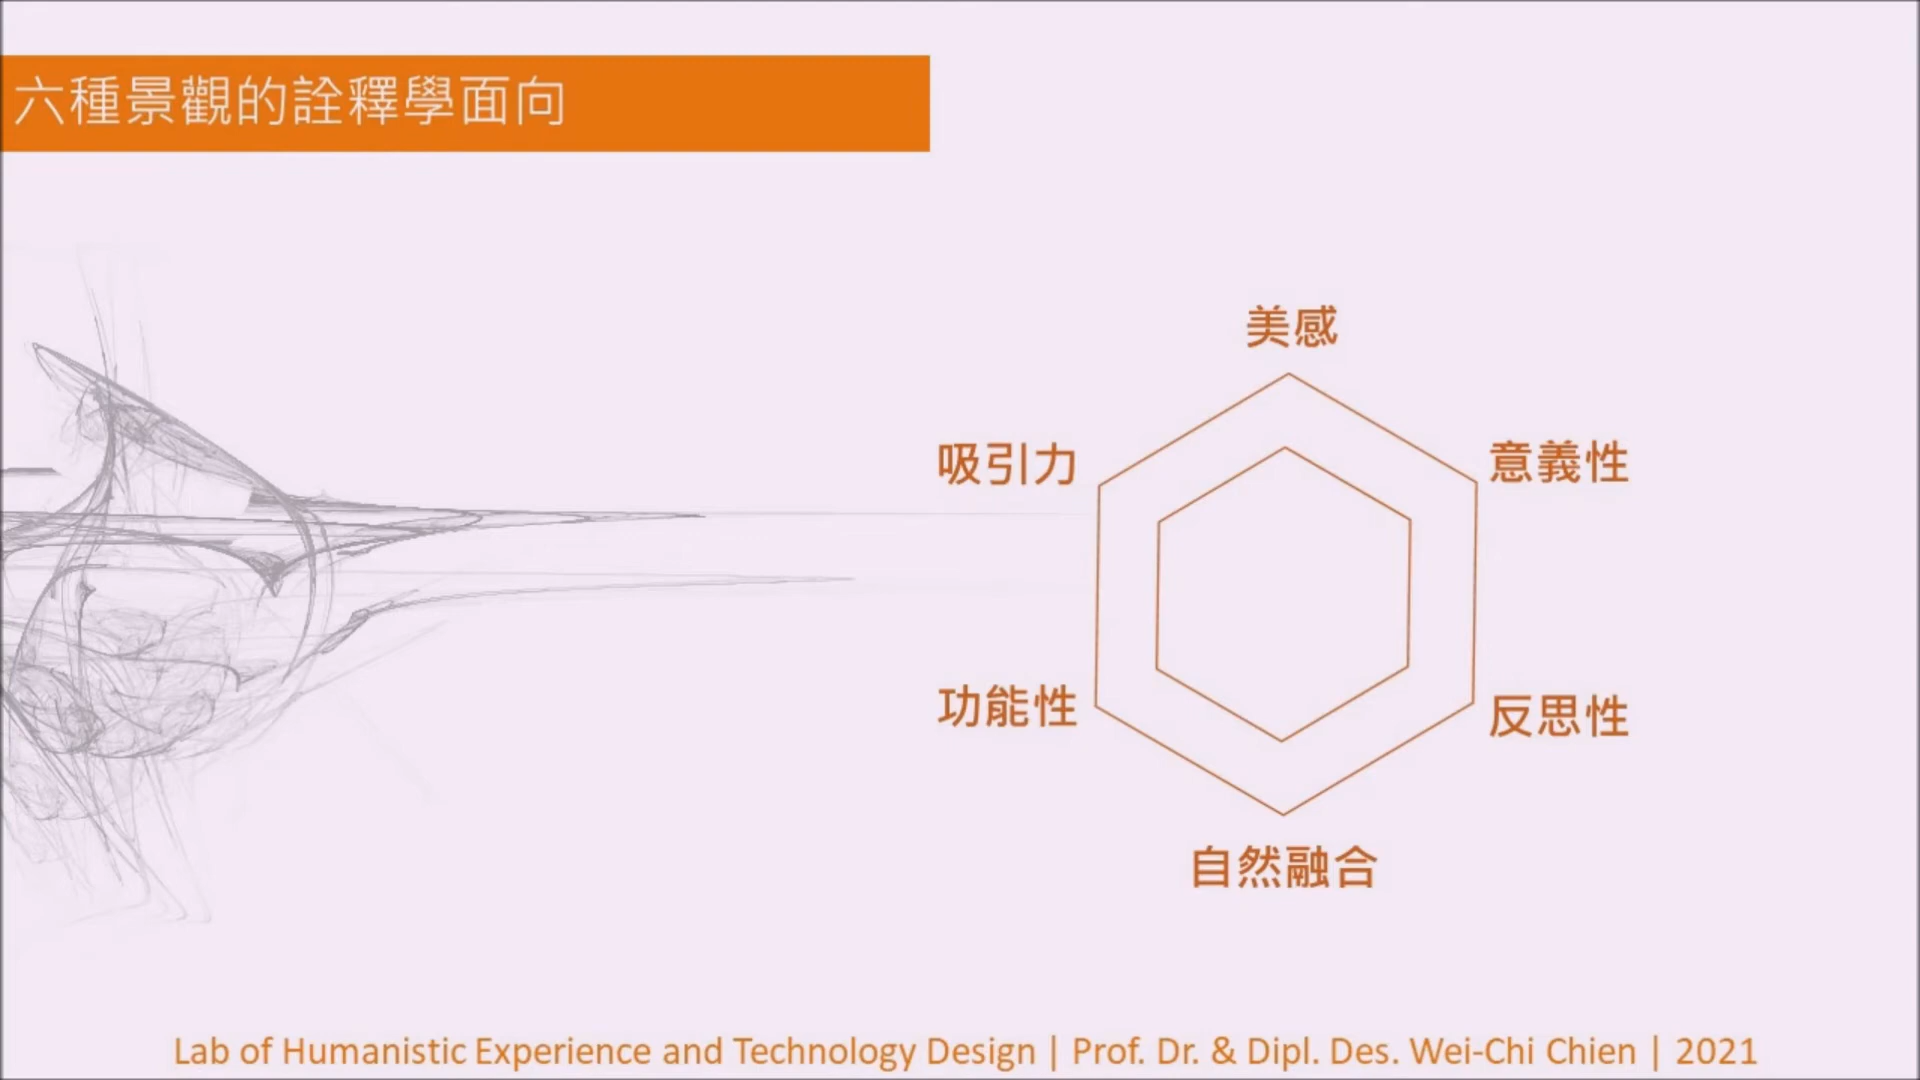 六種景觀的詮釋學面向
美感
吸引力
意義性
功能性
反思性
自然融合
Lab of Humanistic Experience and Technology Design | Prof. Dr. & Dipl. Des. Wei-Chi Chien | 2021